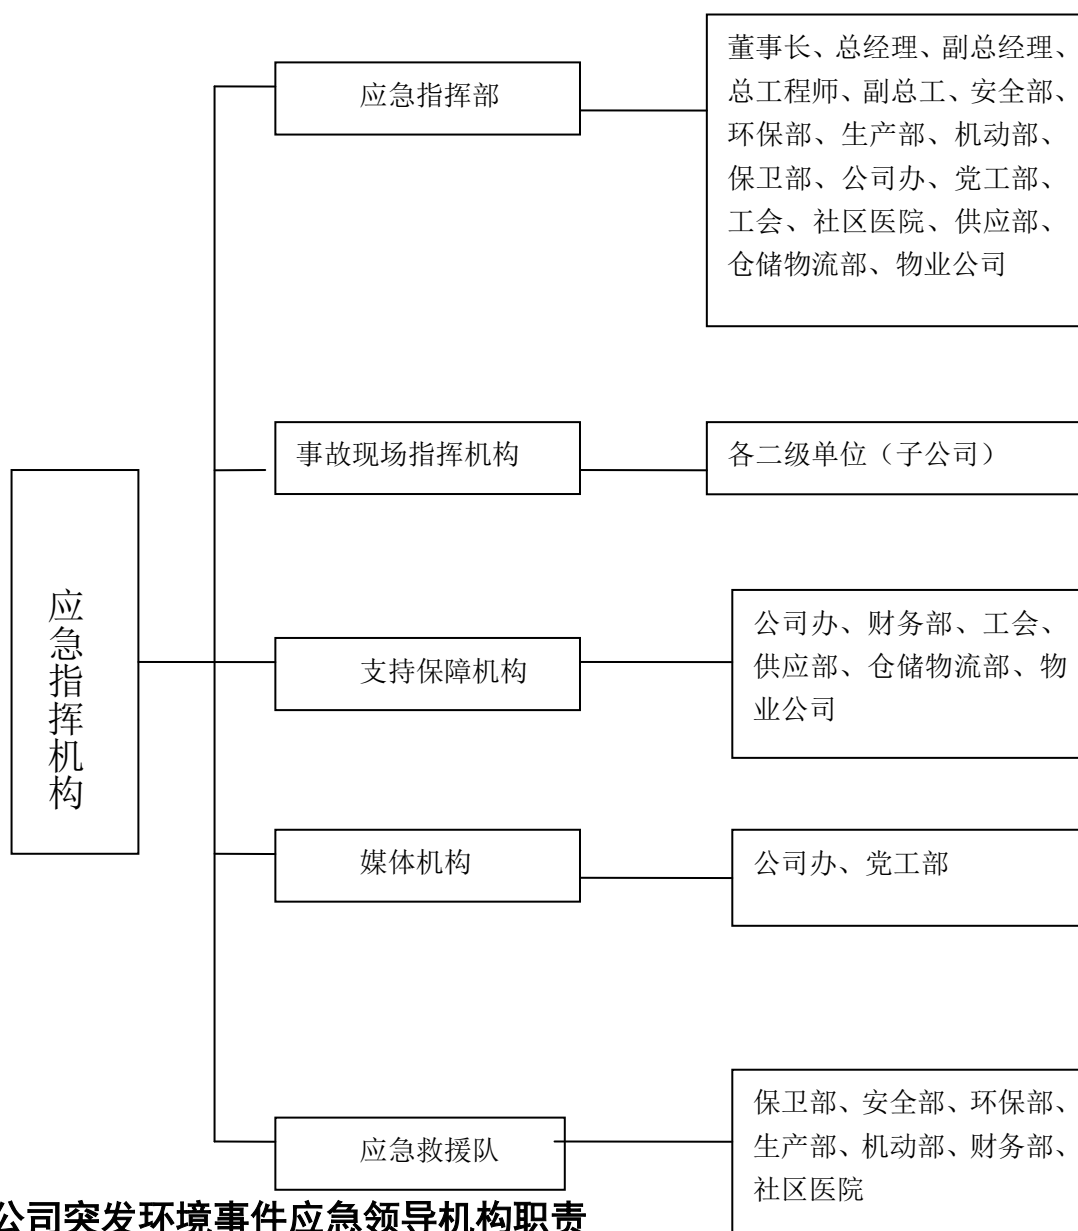 应急指挥部
董事长、总经理、副总经理、
总工程师、副总工、安全部、
环保部、生产部、机动部、
保卫部、公司办、党工部、
工会、社区医院、供应部、
仓储物流部、物业公司
事故现场指挥机构
各二级单位（子公司）
应急指挥机构
支持保障机构
公司办、财务部、工会、
供应部、仓储物流部、物
业公司
媒体机构
公司办、党工部
应急救援队
保卫部、安全部、环保部、
生产部、机动部、财务部、
社区医院
公司突发环境事件应急领导机构职责